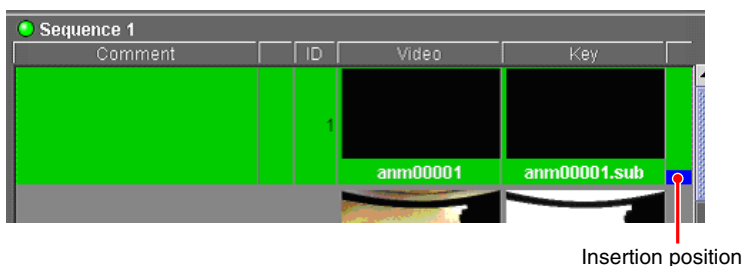 Sequence 1
Comment ID Video Key
1
anm00001 anm00001.sub
Insertion position